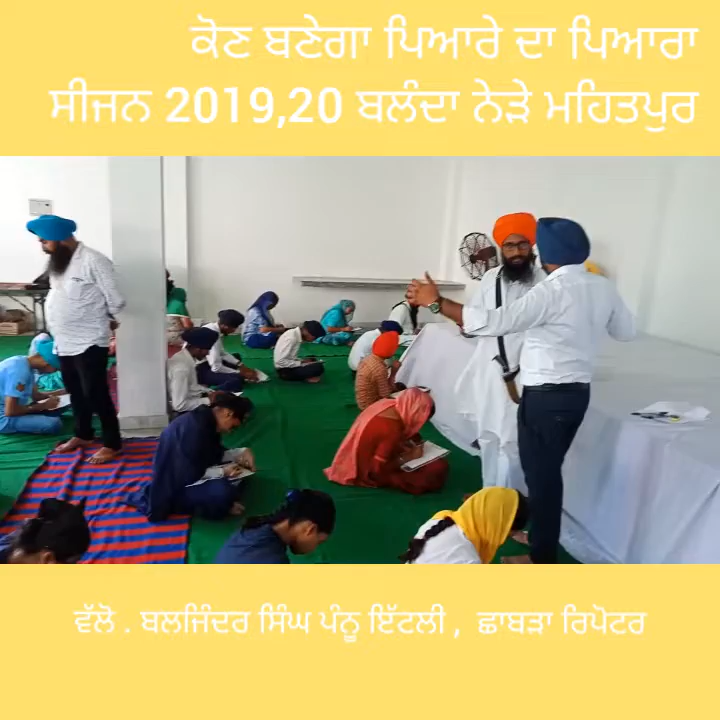 ਕੋਣ ਬਣੇਗਾ ਪਿਆਰੇ ਦਾ ਪਿਆਰਾ
ਸੀਜਨ 2019,20 ਬਲੰਦਾ ਨੇੜੇ ਮਹਿਤਪੁਰ
ਵੱਲੋ . ਬਲਜਿੰਦਰ ਸਿੰਘ ਪੰਨੂ ਇੱਟਲੀ , ਛਾਬੜਾ ਰਿਪੋਟਰ